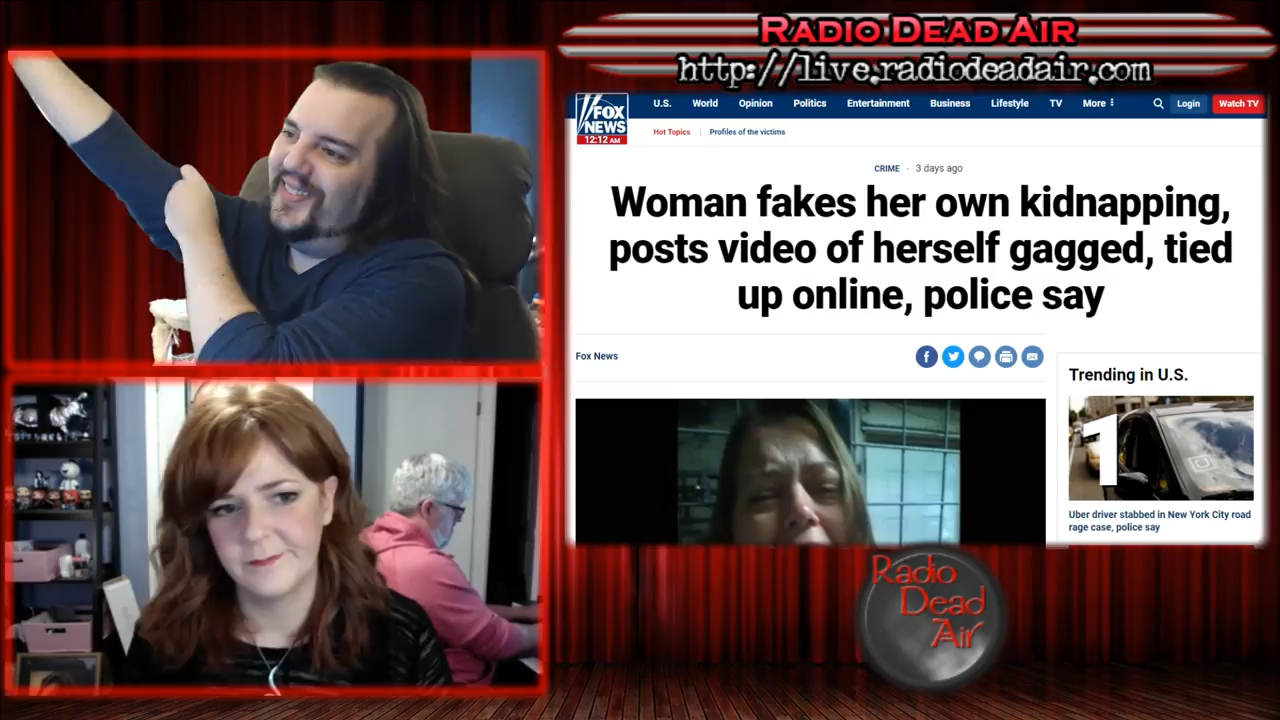 Radio Dead Air
http://live.radiodeadair.com
FOX
NEWS
12:12 AM
U.S. World Opinion Politics Entertainment Business Lifestyle TV More Login Watch TV
Hot Topics Profiles of the victims
CRIME · 3 days ago
Woman fakes her own kidnapping,
posts video of herself gagged, tied
up online, police say
Fox News
Trending in U.S.
1
Uber driver stabbed in New York City road
rage case, police say
Radio
Dead
Air